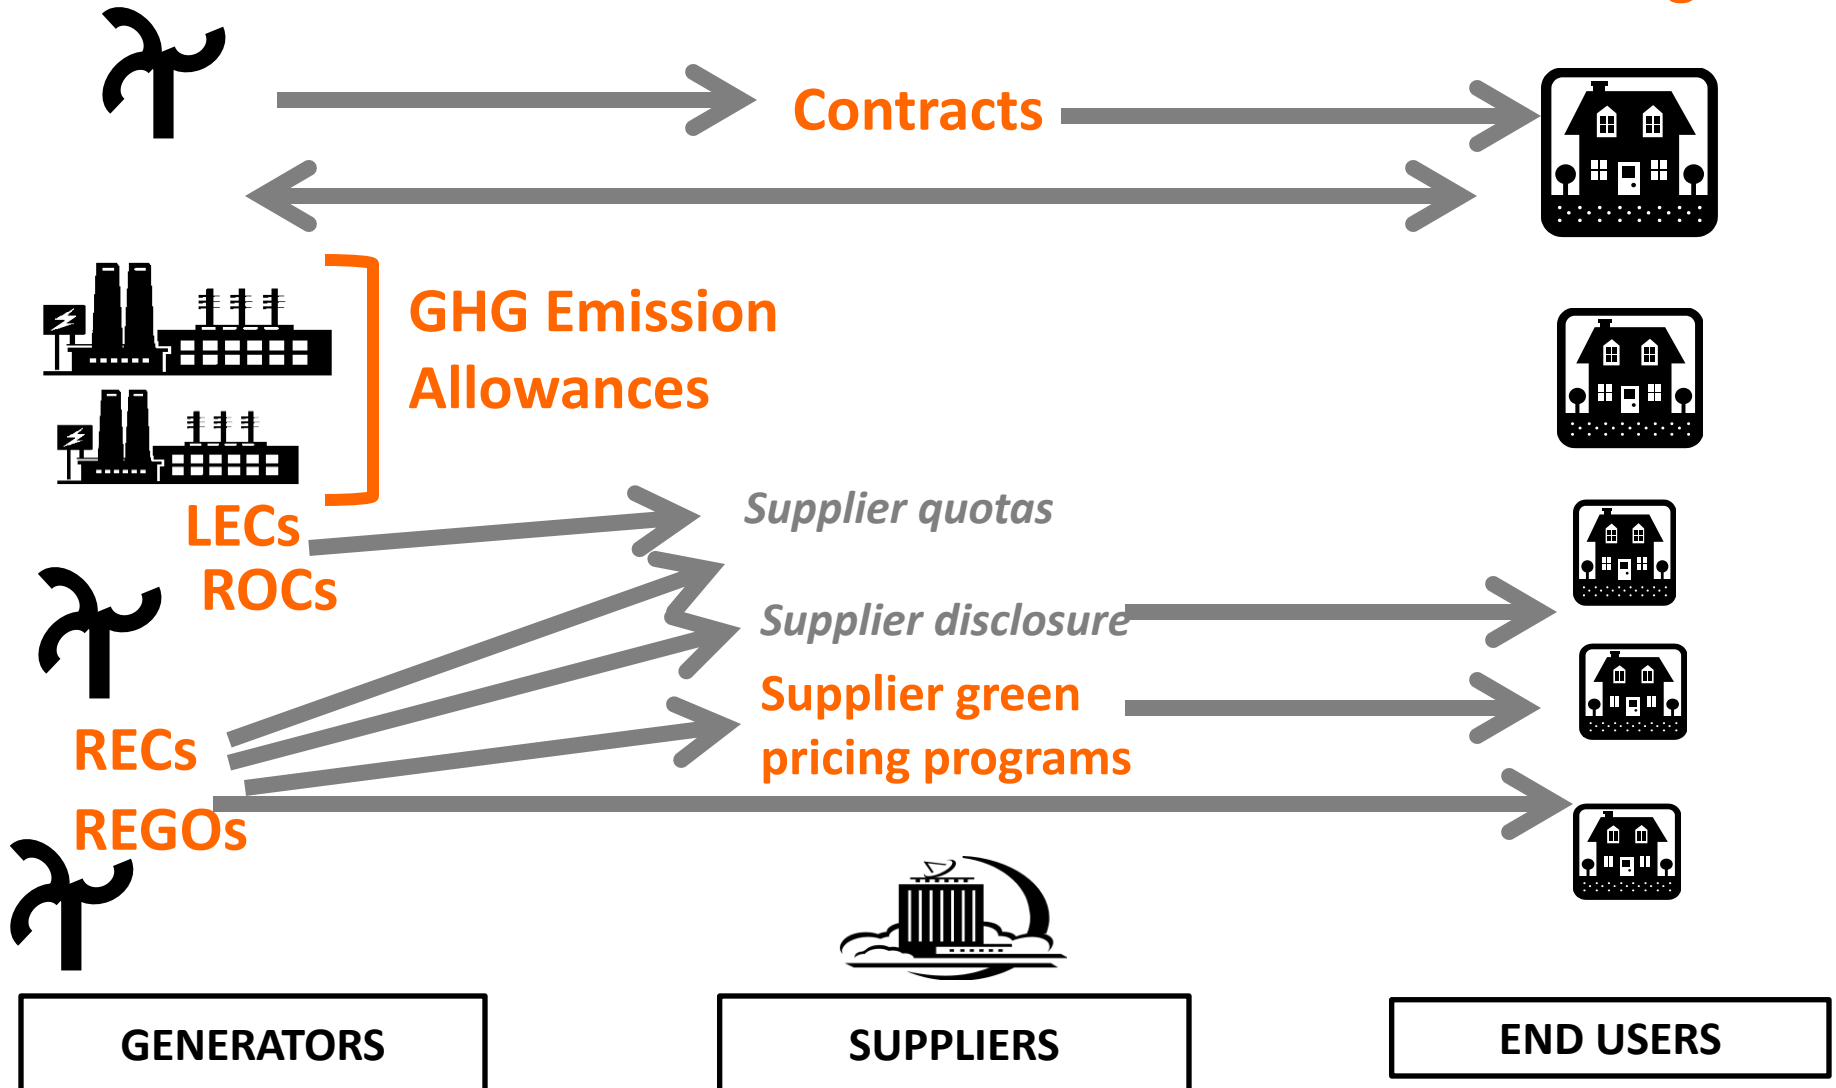 Contracts
GHG Emission
Allowances
LECs
Supplier quotas
ROCs
Supplier disclosure
Supplier green
pricing programs
RECs
REGOs
GENERATORS
SUPPLIERS
END USERS